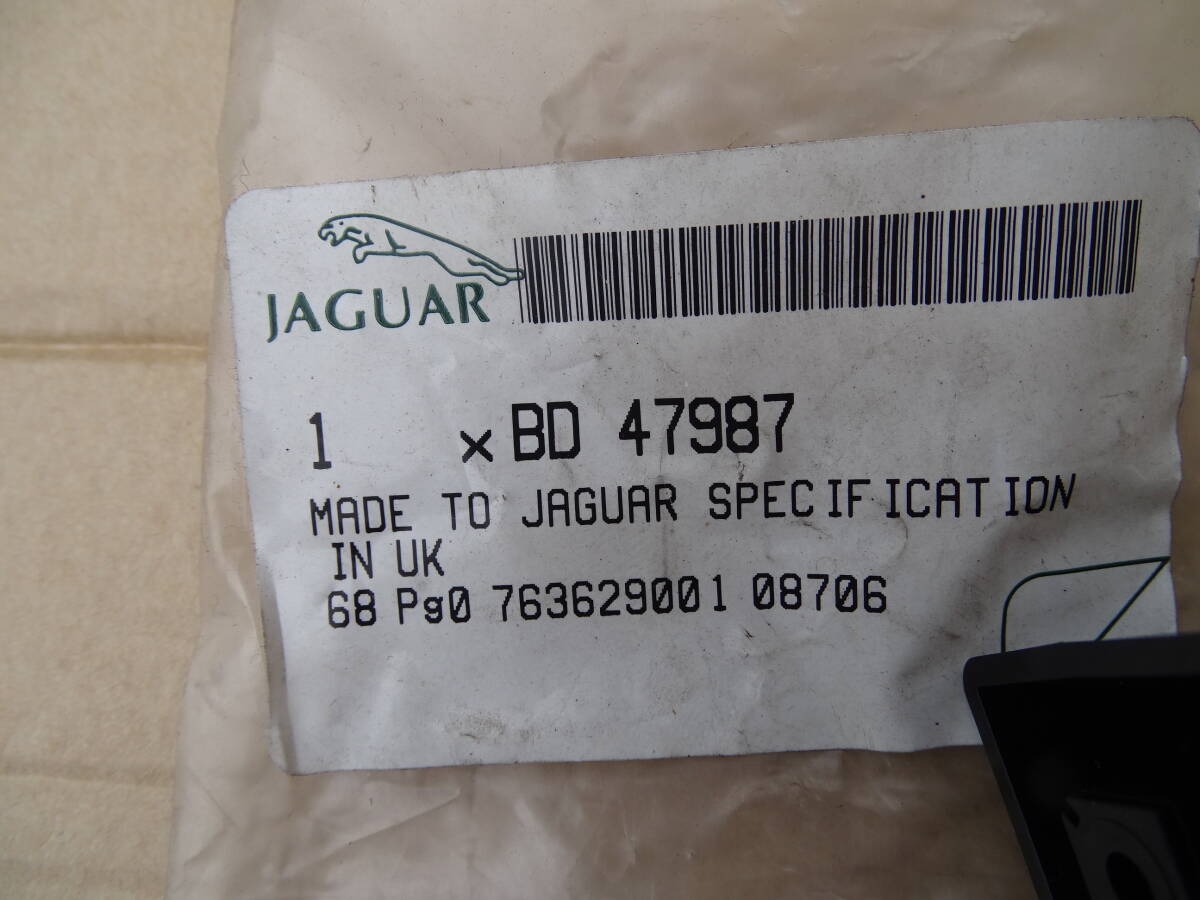 JAGUAR
1 x BD 47987
MADE TO JAGUAR SPECIFICATION
IN UK
68 Pg0 763629001 08706